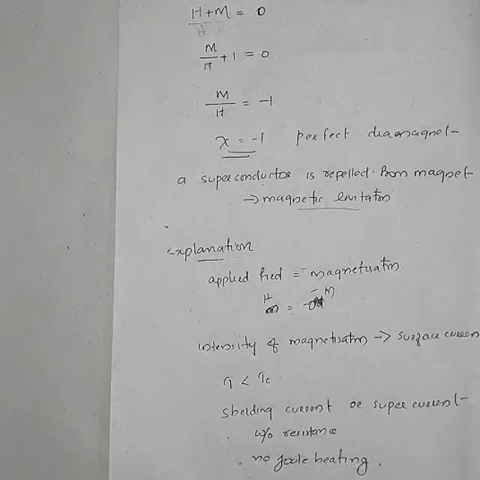 H+M = 0
H
M/H + 1 = 0
M/H = -1
χ = -1 perfect diamagnet-
a superconductor is repelled. from magnet
→ magnetic levitation
Explanation
applied field = - magnetisation
H - M
=
intensity of magnetisation → surface current
T < Tc.
shielding current or super current-
. w/o resistance
. no joule heating.